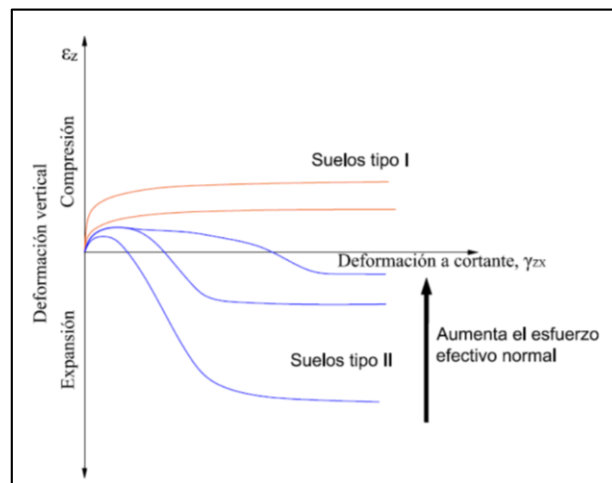 εz
Compresión
Deformación vertical
Expansión
Suelos tipo I
Deformación a cortante, γzx
Suelos tipo II
Aumenta el esfuerzo
efectivo normal